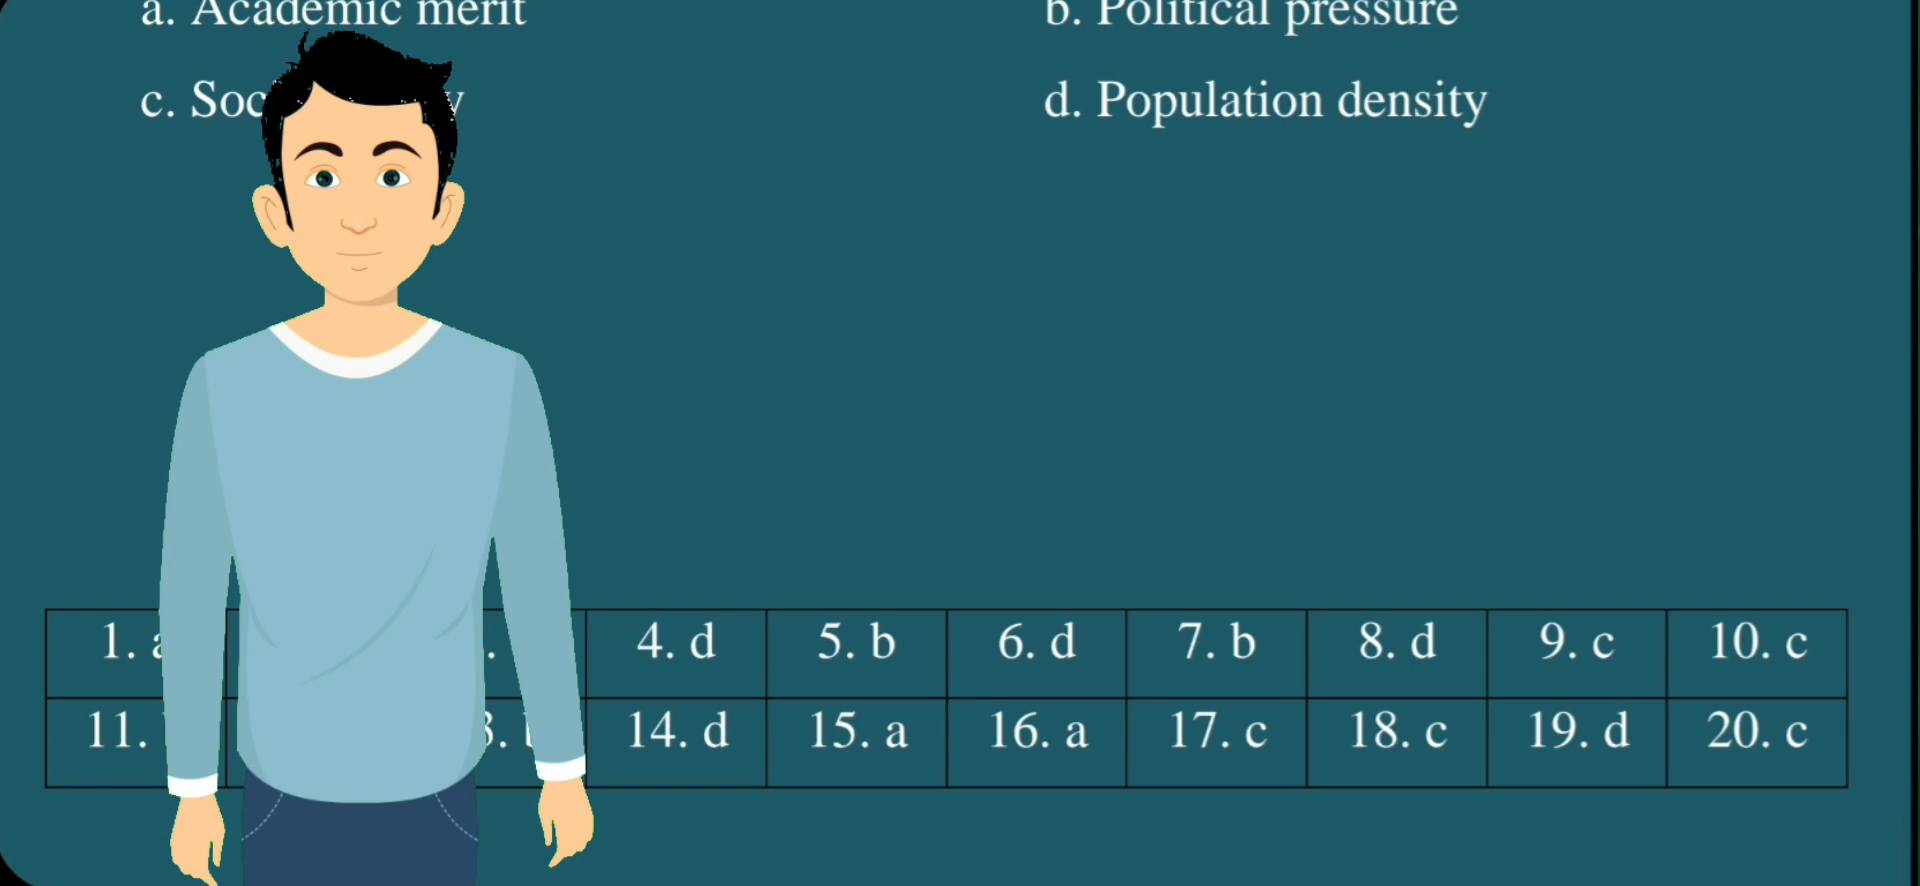 a. Academic merit b. Political pressure
c. d. Population density
1. 4. d 5. b 6. d 7. b 8. d 9. c 10. c
11. 14. d 15. a 16. a 17. c 18. c 19. d 20. c